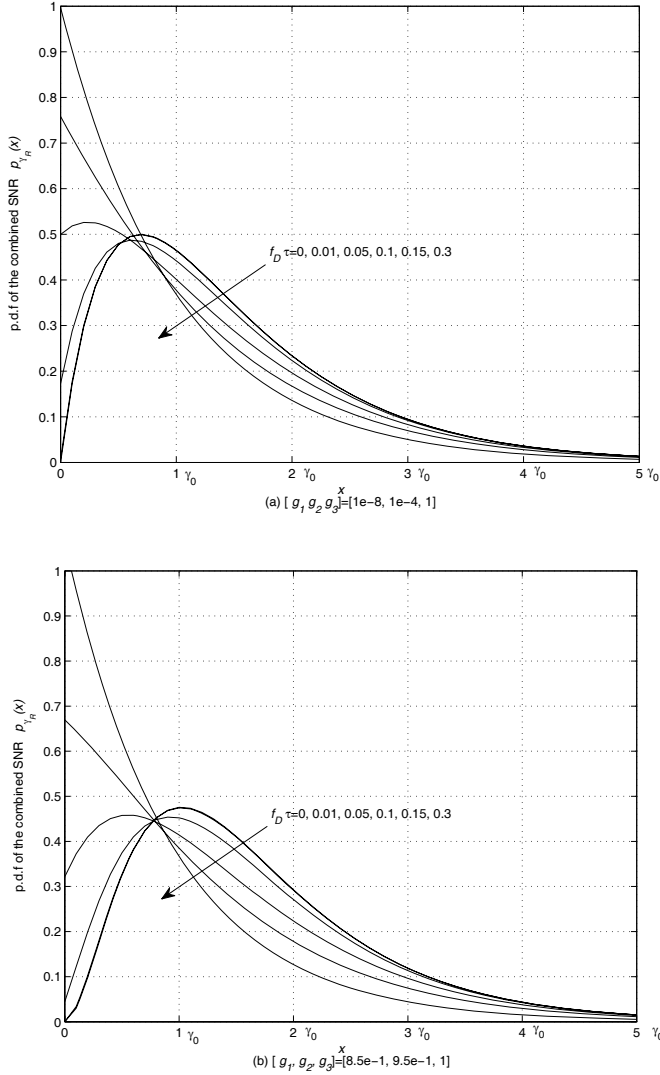 1
0.9
0.8
0.7
0.6
0.5
0.4
0.3
0.2
0.1
0
p.d.f of the combined SNR p_γ_R(x)
f_D τ=0, 0.01, 0.05, 0.1, 0.15, 0.3
0 1 γ_0 2 γ_0 3 γ_0 4 γ_0 5 γ_0
x
(a) [ g_1 g_2 g_3]=[1e-8, 1e-4, 1]
1
0.9
0.8
0.7
0.6
0.5
0.4
0.3
0.2
0.1
0
p.d.f of the combined SNR p_γ_R(x)
f_D τ=0, 0.01, 0.05, 0.1, 0.15, 0.3
0 1 γ_0 2 γ_0 3 γ_0 4 γ_0 5 γ_0
x
(b) [ g_1, g_2, g_3]=[8.5e-1, 9.5e-1, 1]